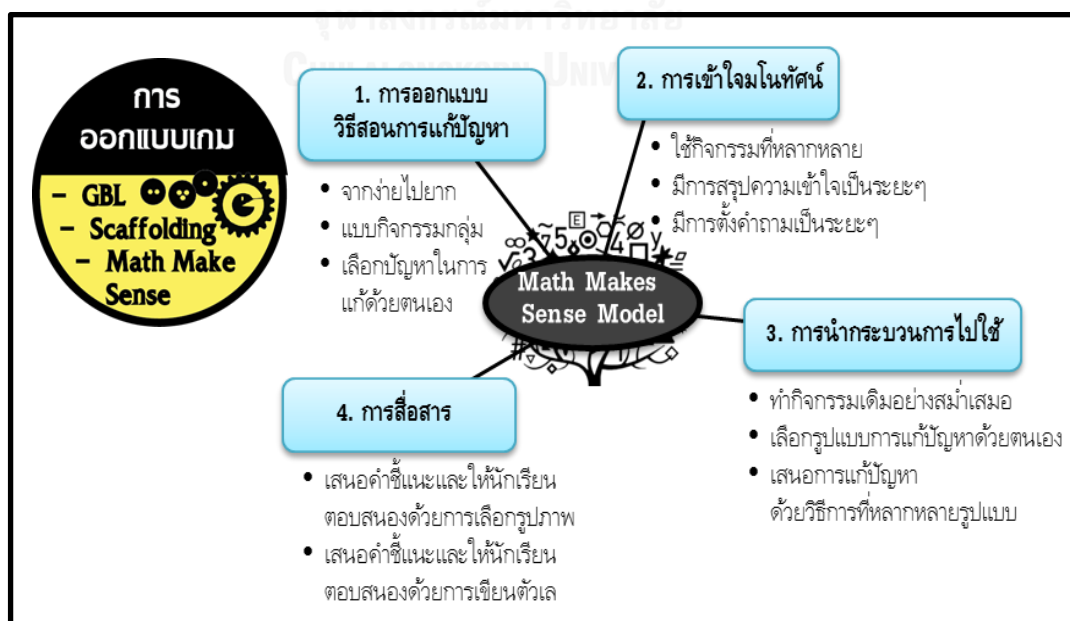 จุฬาลงกรณ์มหาวิทยาลัย
CHULALONGKORN UNIVERSITY
การ
ออกแบบเกม
- GBL
- Scaffolding
- Math Make
Sense
1. การออกแบบ
วิธีสอนการแก้ปัญหา
• จากง่ายไปยาก
• แบบกิจกรรมกลุ่ม
• เลือกปัญหาในการ
แก้ด้วยตนเอง
2. การเข้าใจมโนทัศน์
• ใช้กิจกรรมที่หลากหลาย
• มีการสรุปความเข้าใจเป็นระยะๆ
• มีการตั้งคำถามเป็นระยะๆ
Math Makes
Sense Model
3. การนำกระบวนการไปใช้
• ทำกิจกรรมเดิมอย่างสม่ำเสมอ
• เลือกรูปแบบการแก้ปัญหาด้วยตนเอง
• เสนอการแก้ปัญหา
ด้วยวิธีการที่หลากหลายรูปแบบ
4. การสื่อสาร
• เสนอคำชี้แนะและให้นักเรียน
ตอบสนองด้วยการเลือกรูปภาพ
• เสนอคำชี้แนะและให้นักเรียน
ตอบสนองด้วยการเขียนตัวเล